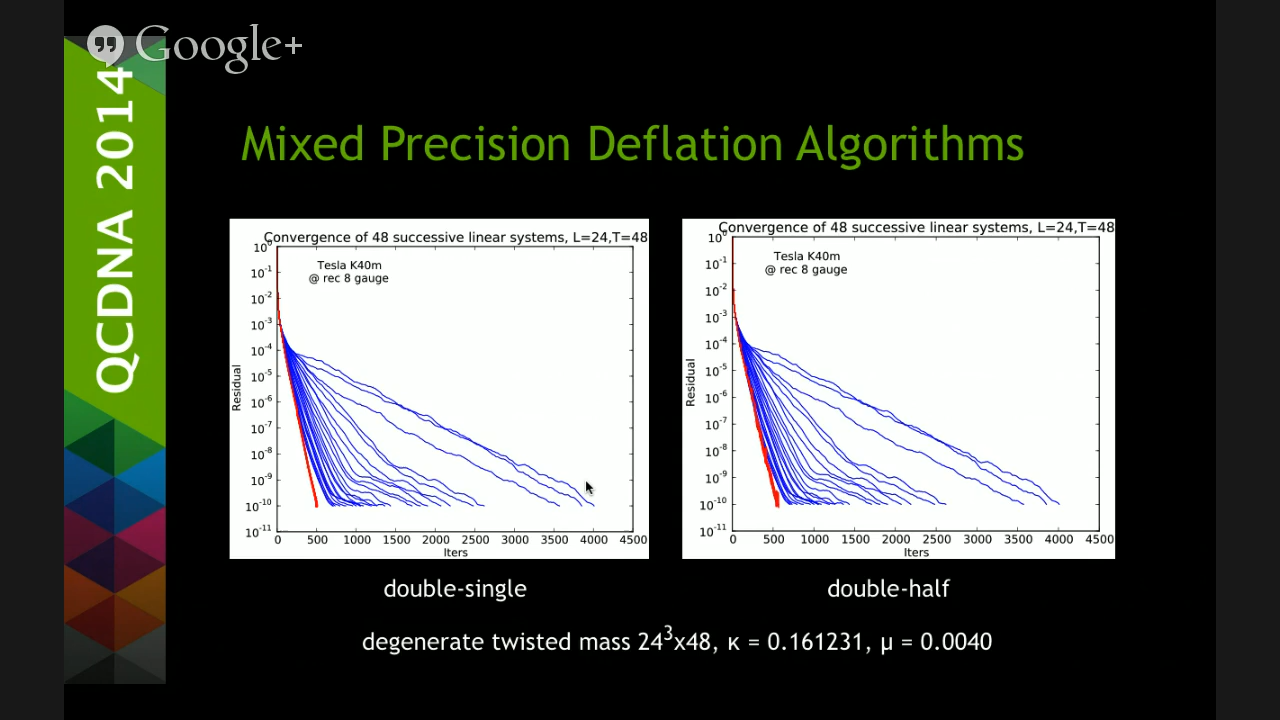 Google+
QCDNA 2014
Mixed Precision Deflation Algorithms
Convergence of 48 successive linear systems, L=24,T=48
Tesla K40m
@ rec 8 gauge
Residual
10⁰
10⁻¹
10⁻²
10⁻³
10⁻⁴
10⁻⁵
10⁻⁶
10⁻⁷
10⁻⁸
10⁻⁹
10⁻¹⁰
10⁻¹¹
0 500 1000 1500 2000 2500 3000 3500 4000 4500
Iters
double-single
Convergence of 48 successive linear systems, L=24,T=48
Tesla K40m
@ rec 8 gauge
Residual
10⁰
10⁻¹
10⁻²
10⁻³
10⁻⁴
10⁻⁵
10⁻⁶
10⁻⁷
10⁻⁸
10⁻⁹
10⁻¹⁰
10⁻¹¹
0 500 1000 1500 2000 2500 3000 3500 4000 4500
Iters
double-half
degenerate twisted mass 24³x48, κ = 0.161231, μ = 0.0040